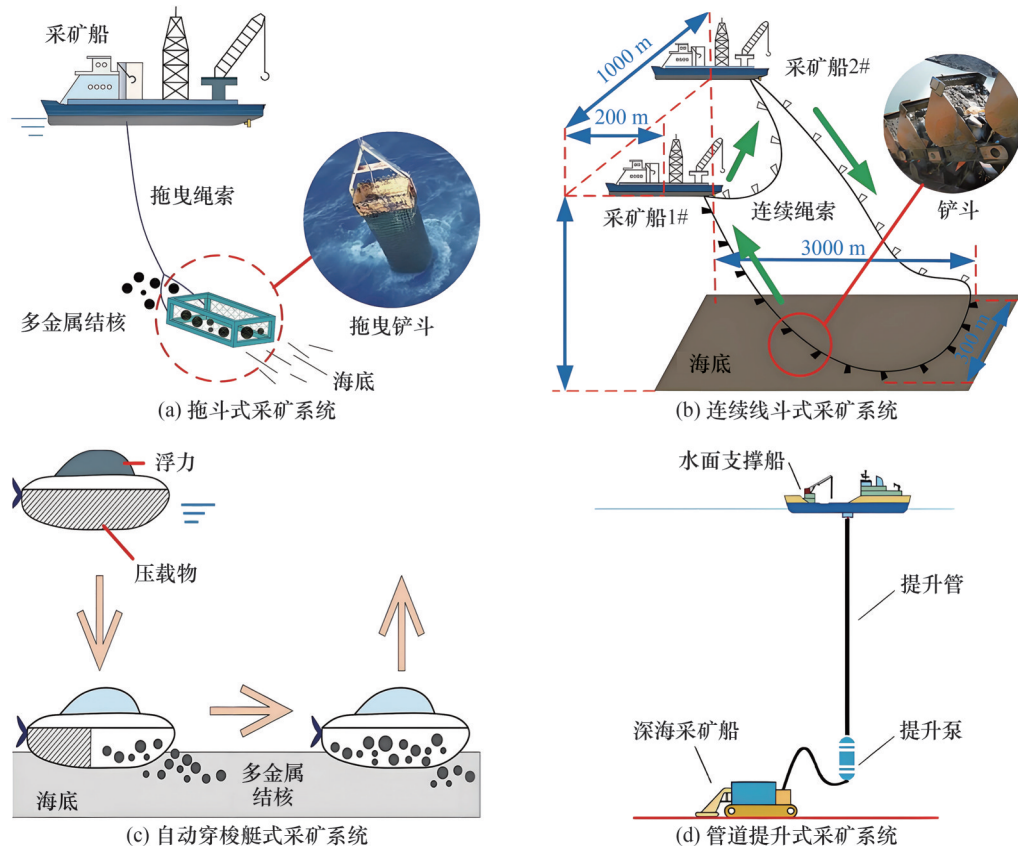 采矿船
拖曳绳索
多金属结核
拖曳铲斗
海底
(a) 拖斗式采矿系统
1000 m
采矿船2#
200 m
采矿船1#
连续绳索
铲斗
3000 m
海底
(b) 连续线斗式采矿系统
浮力
压载物
多金属
结核
海底
(c) 自动穿梭艇式采矿系统
水面支撑船
提升管
深海采矿船
提升泵
(d) 管道提升式采矿系统